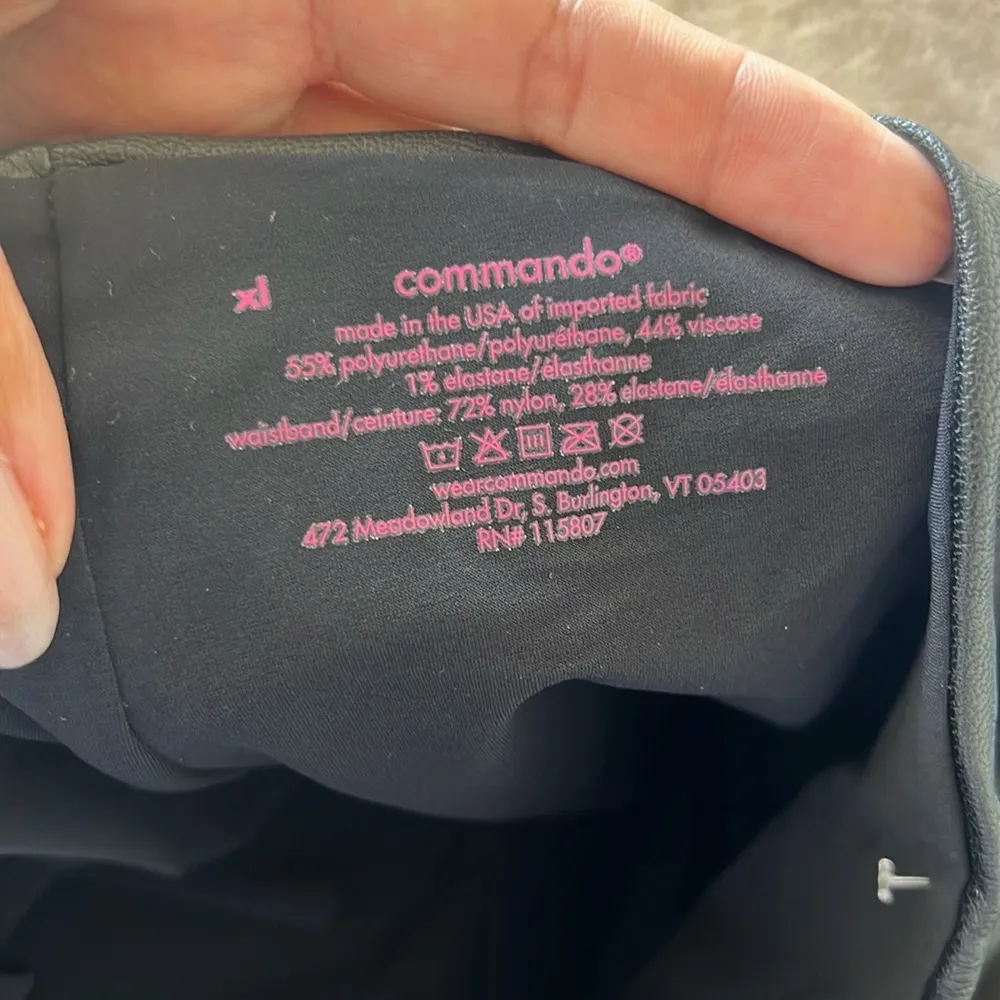 xl
commando®
made in the USA of imported fabric
55% polyurethane/polyuréthane, 44% viscose
1% elastane/élasthanne
waistband/ceinture: 72% nylon, 28% elastane/élasthanne
wearcommando.com
472 Meadowland Dr, S. Burlington, VT 05403
RN# 115807